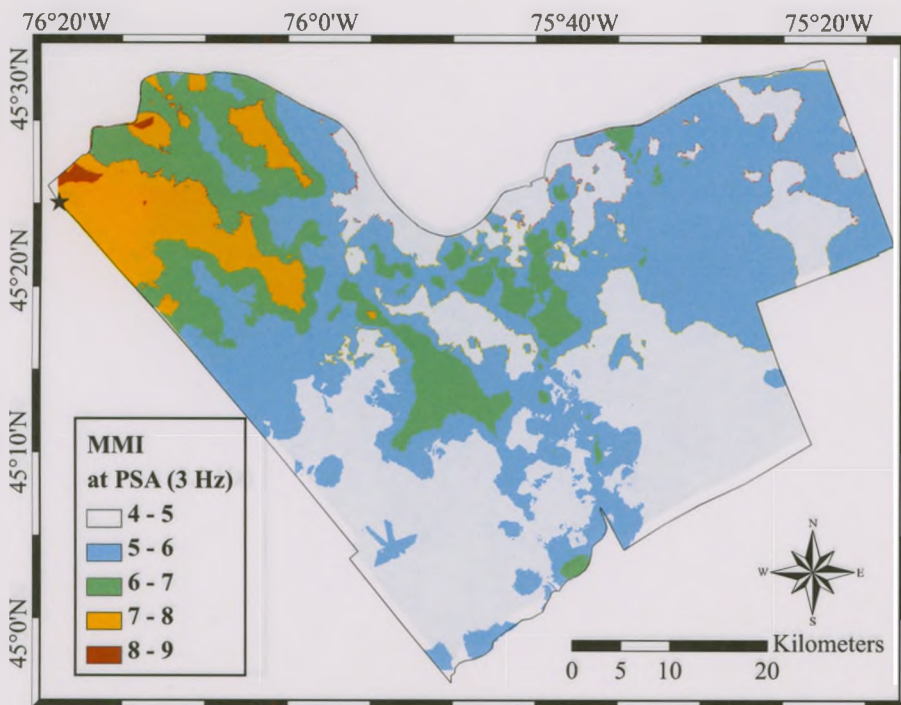 76°20'W 76°0'W 75°40'W 75°20'W
45°30'N
45°20'N
45°10'N
45°0'N
MMI
at PSA (3 Hz)
4 - 5
5 - 6
6 - 7
7 - 8
8 - 9
N
W E
S
Kilometers
0 5 10 20